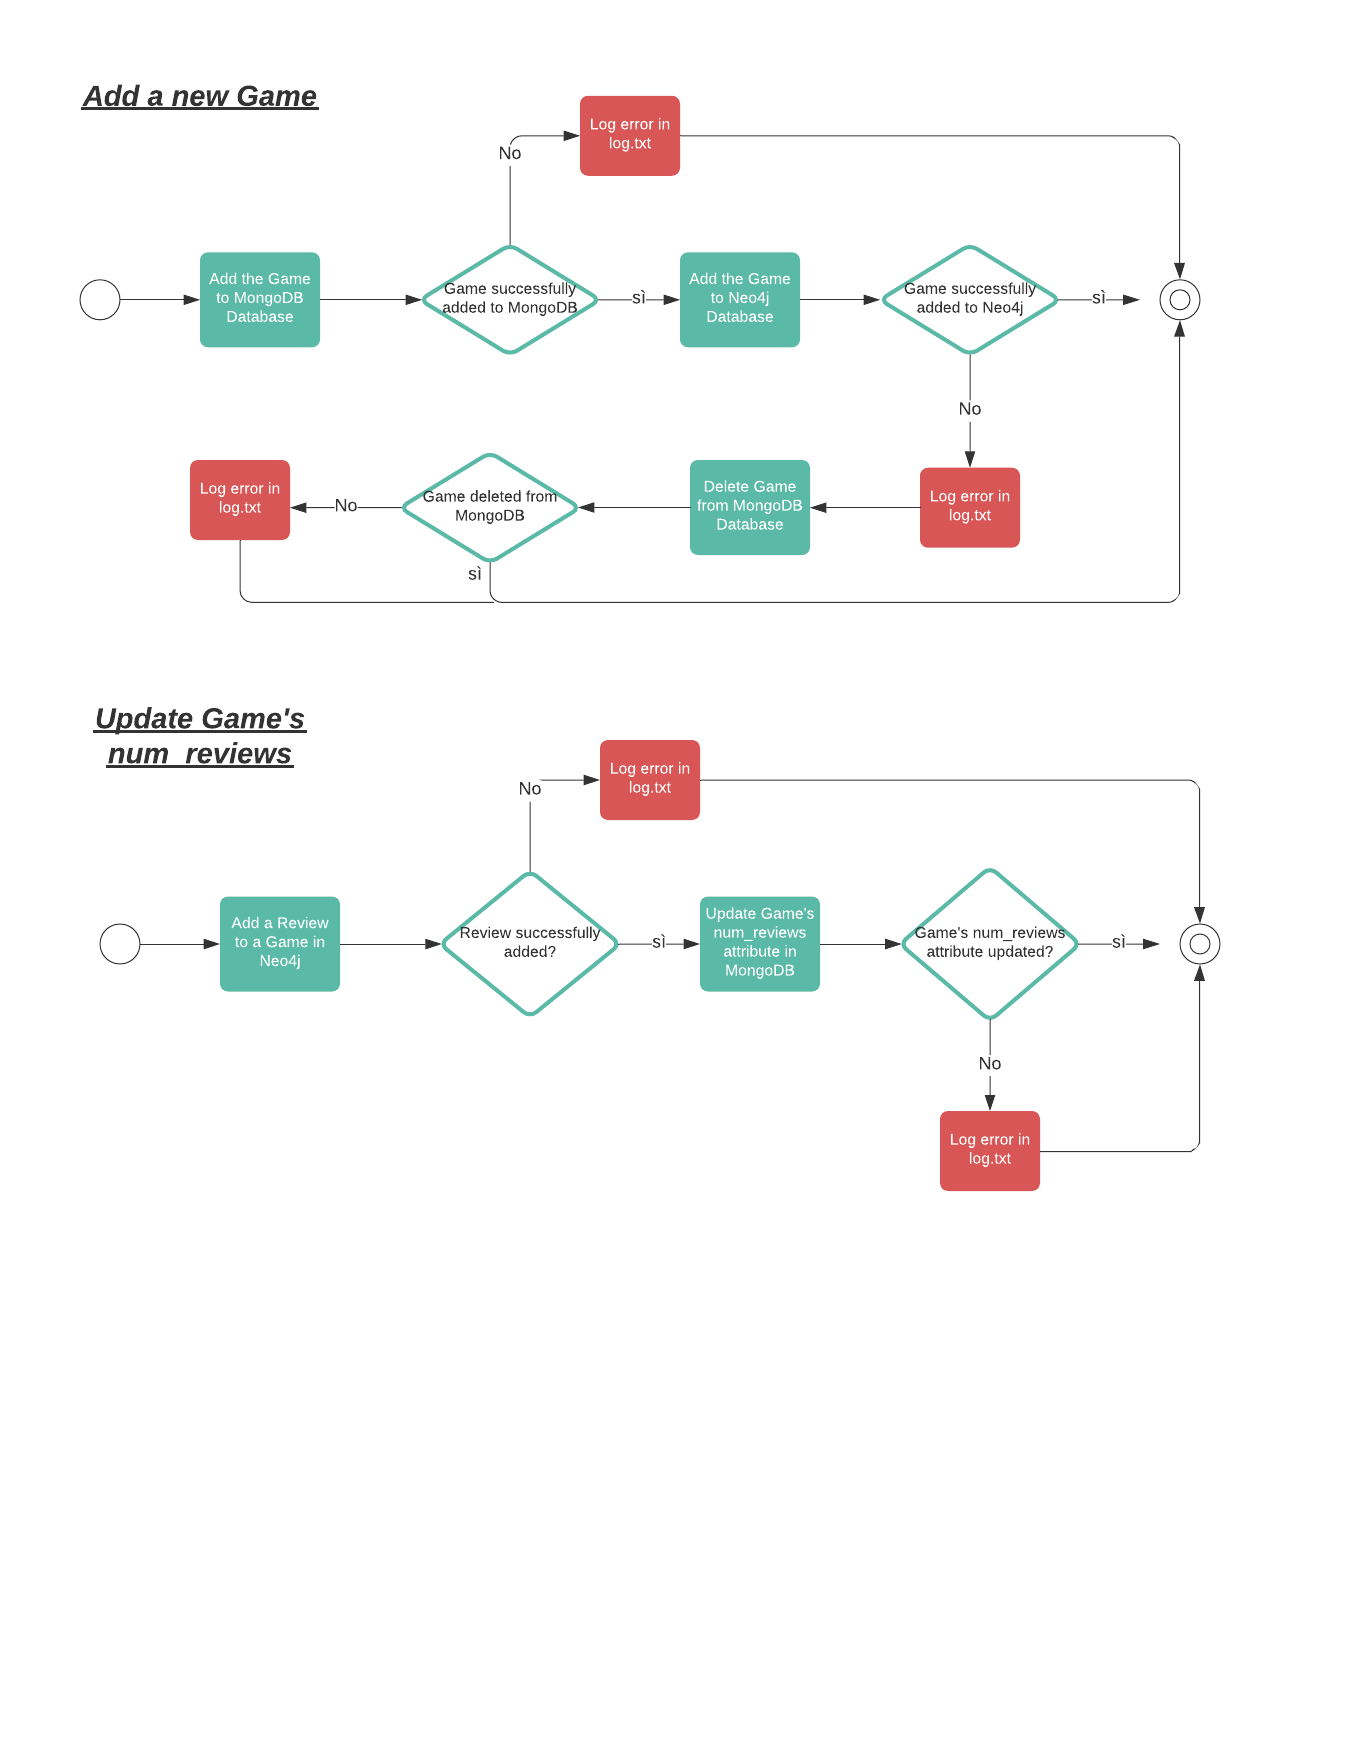 Add a new Game
Log error in
log.txt
No
Add the Game
to MongoDB
Database
Game successfully
added to MongoDB
sì
Add the Game
to Neo4j
Database
Game successfully
added to Neo4j
sì
No
Log error in
log.txt
No
Game deleted from
MongoDB
Delete Game
from MongoDB
Database
Log error in
log.txt
sì
Update Game's
num_reviews
Log error in
log.txt
No
Add a Review
to a Game in
Neo4j
Review successfully
added?
sì
Update Game's
num_reviews
attribute in
MongoDB
Game's num_reviews
attribute updated?
sì
No
Log error in
log.txt